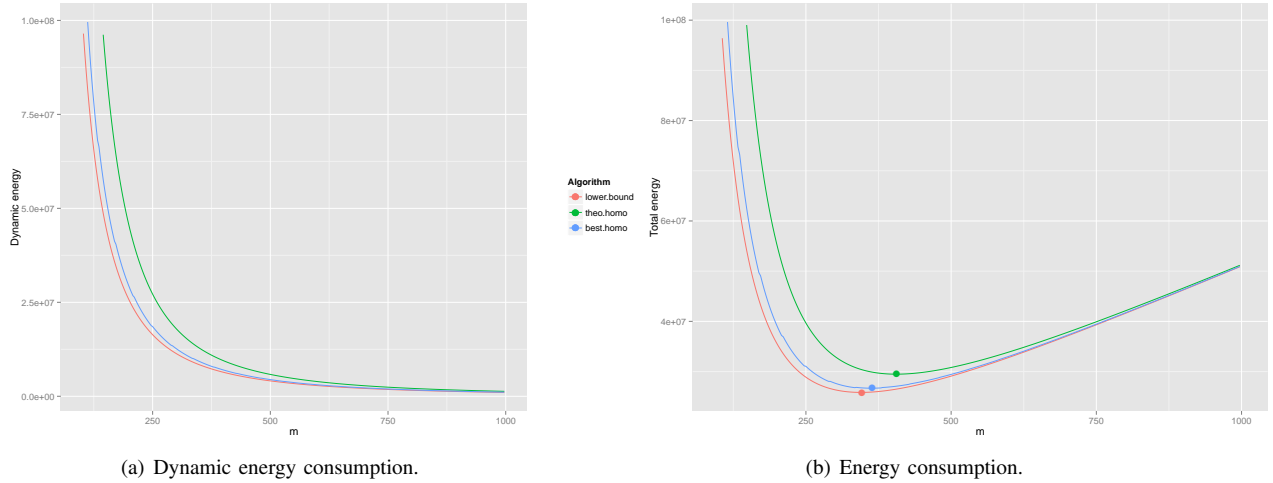 1.0e+08
7.5e+07
5.0e+07
2.5e+07
0.0e+00
Dynamic energy
250
500
750
1000
m
(a) Dynamic energy consumption.
Algorithm
lower.bound
theo.homo
best.homo
1e+08
8e+07
6e+07
4e+07
Total energy
250
500
750
1000
m
(b) Energy consumption.